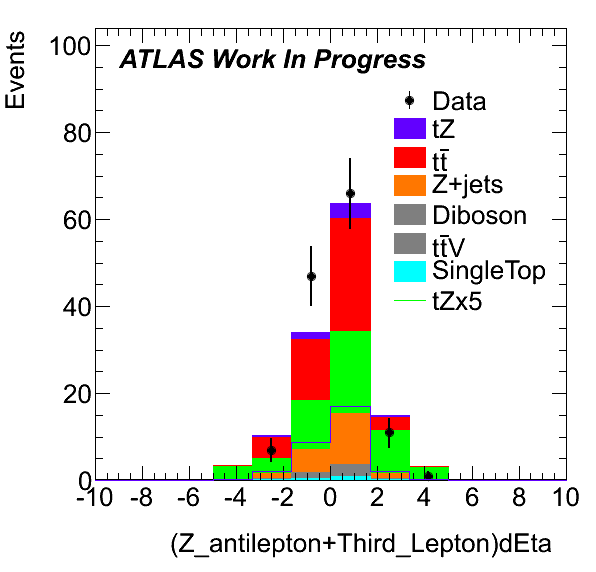 Events
ATLAS Work In Progress
Data
tZ
tt̄
Z+jets
Diboson
tt̄V
SingleTop
tZx5
100
80
60
40
20
0
-10 -8 -6 -4 -2 0 2 4 6 8 10
(Z_antilepton+Third_Lepton)dEta